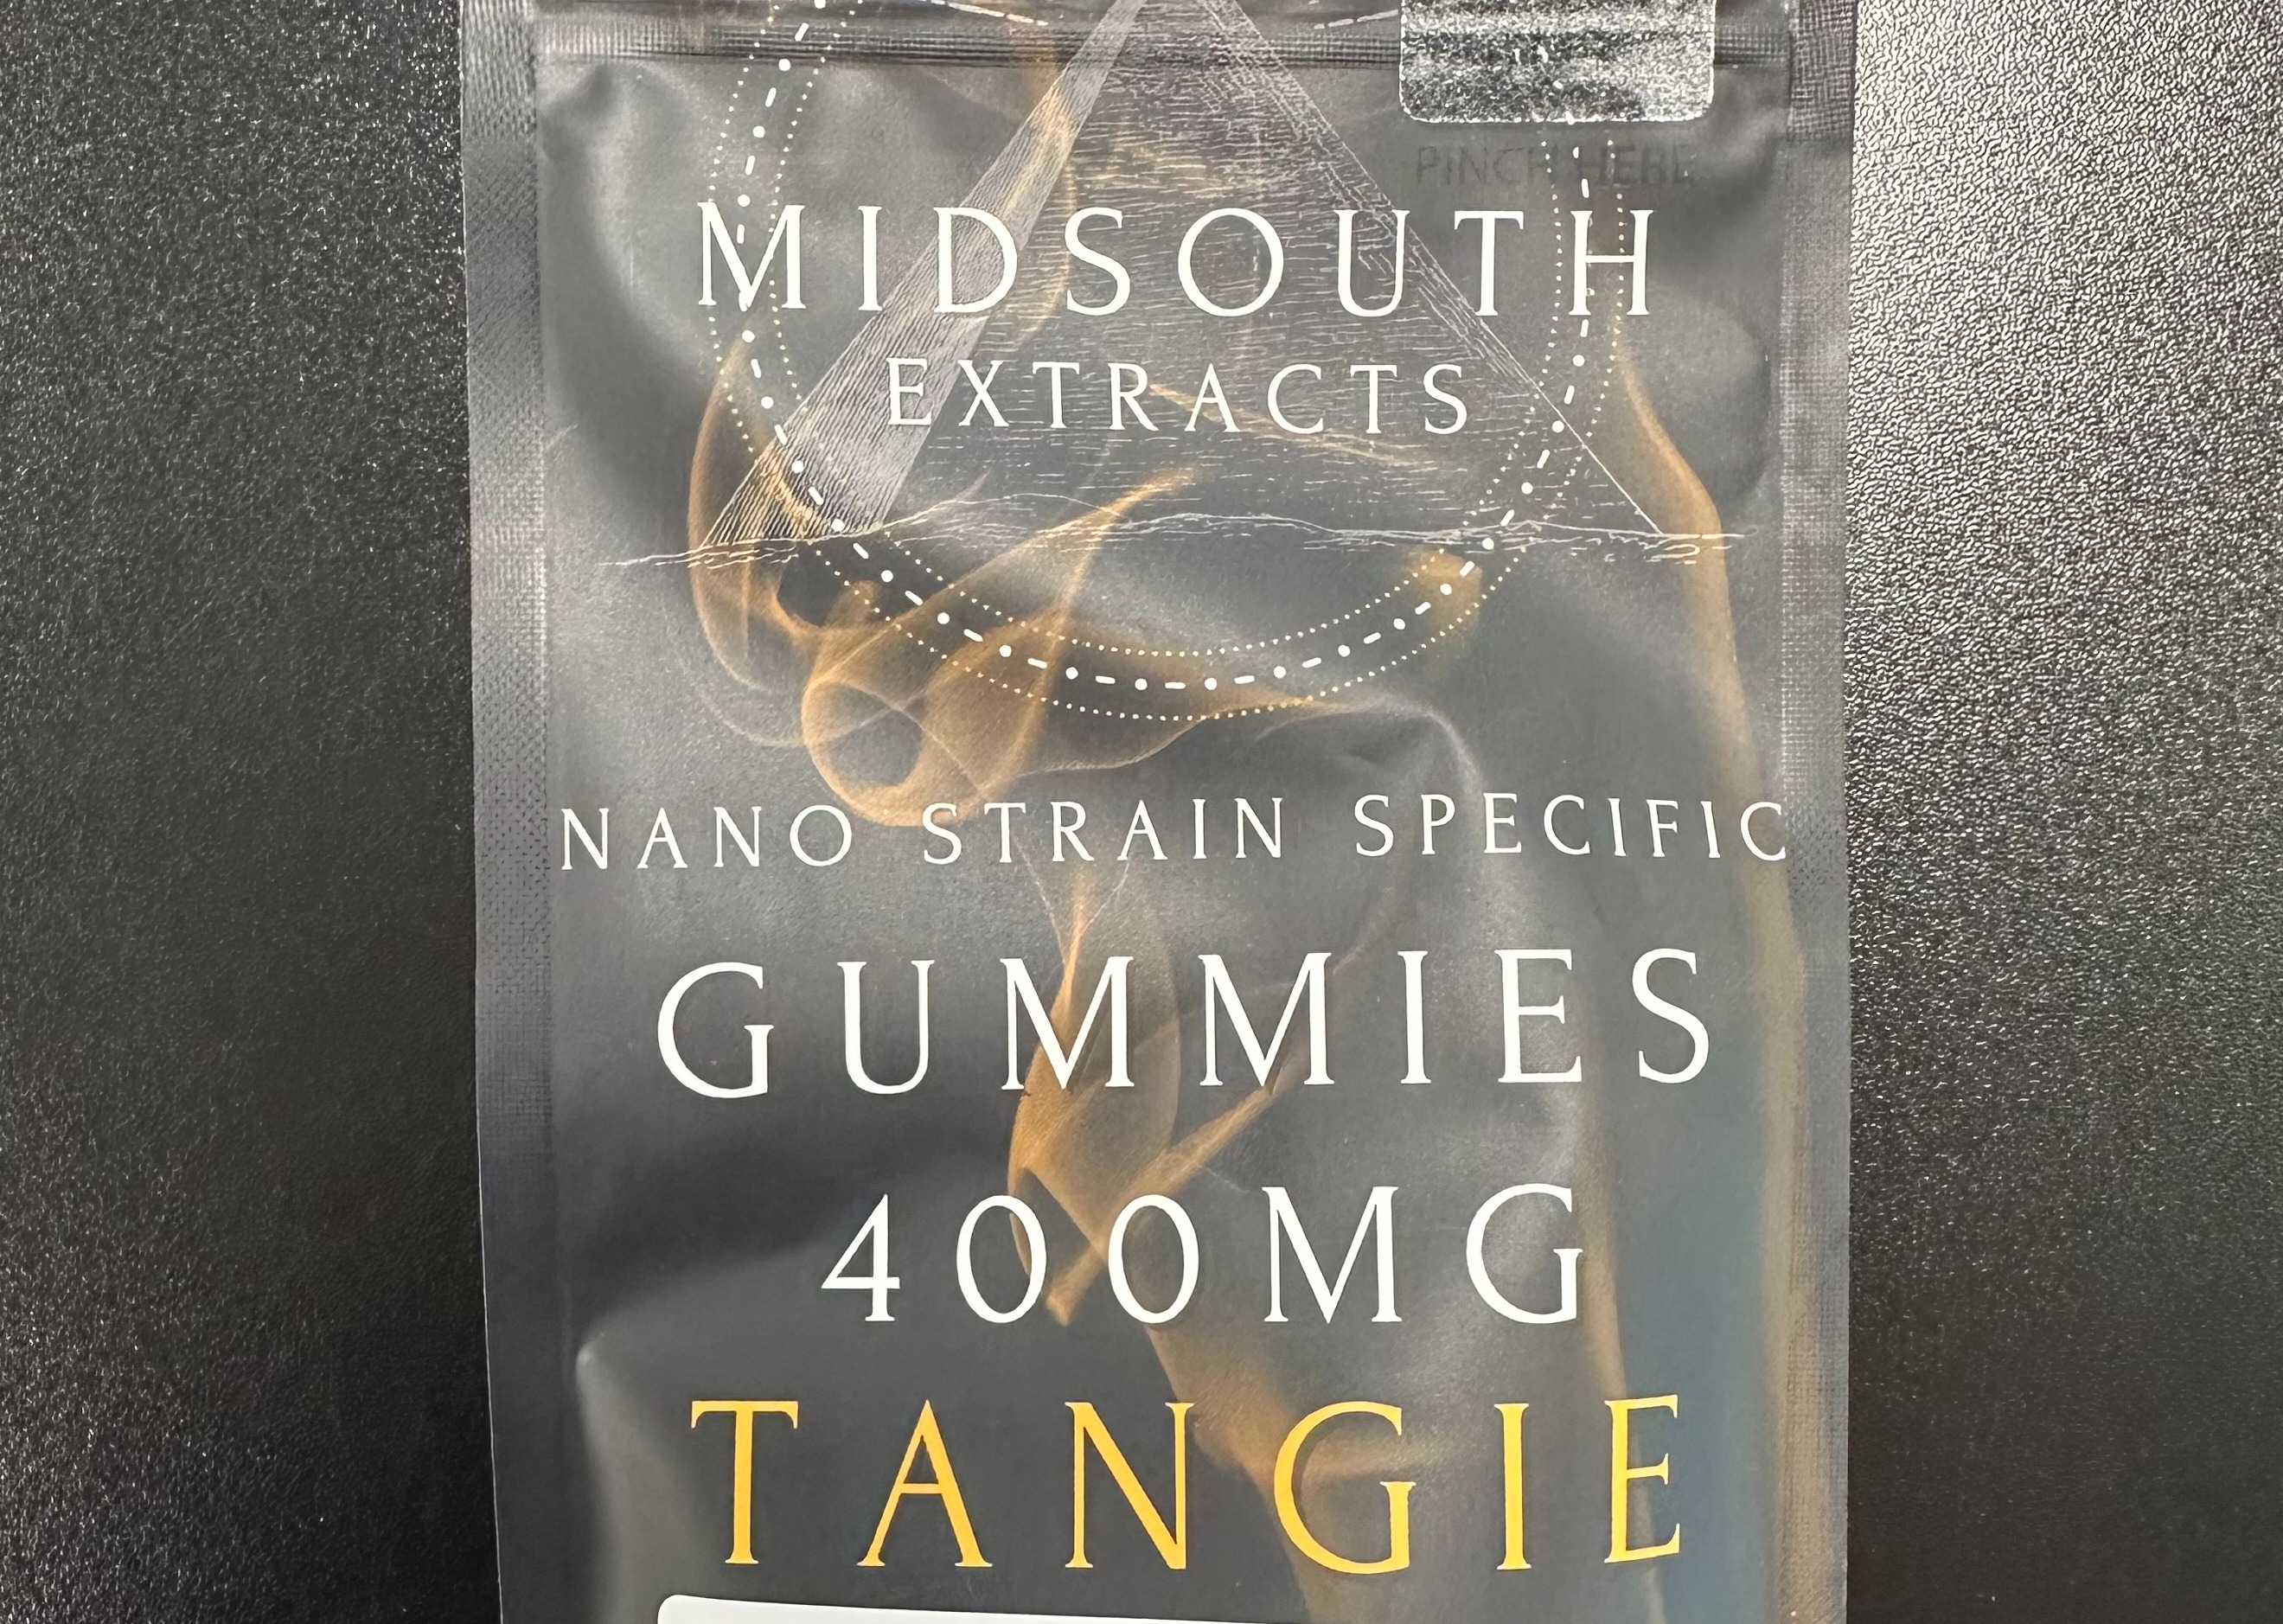 PINCH HERE
MIDSOUTH
EXTRACTS
NANO STRAIN SPECIFIC
GUMMIES
400MG
TANGIE